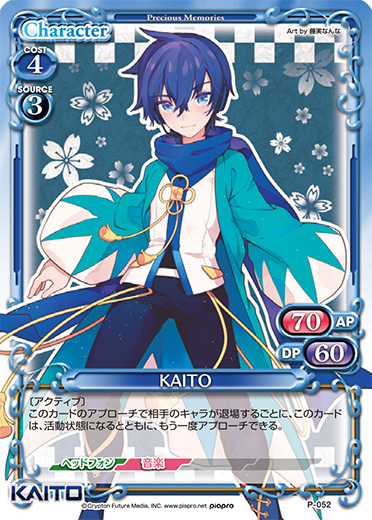 Precious Memories
Character
Art by 藤実なんな
COST
4
SOURCE
3
70 AP
DP 60
KAITO
［アクティブ］
このカードのアプローチで相手のキャラが退場するごとに、このカード
は、活動状態になるとともに、もう一度アプローチできる。
ヘッドフォン
音楽
KAITO
©Crypton Future Media, INC. www.piapro.net piapro
P-052